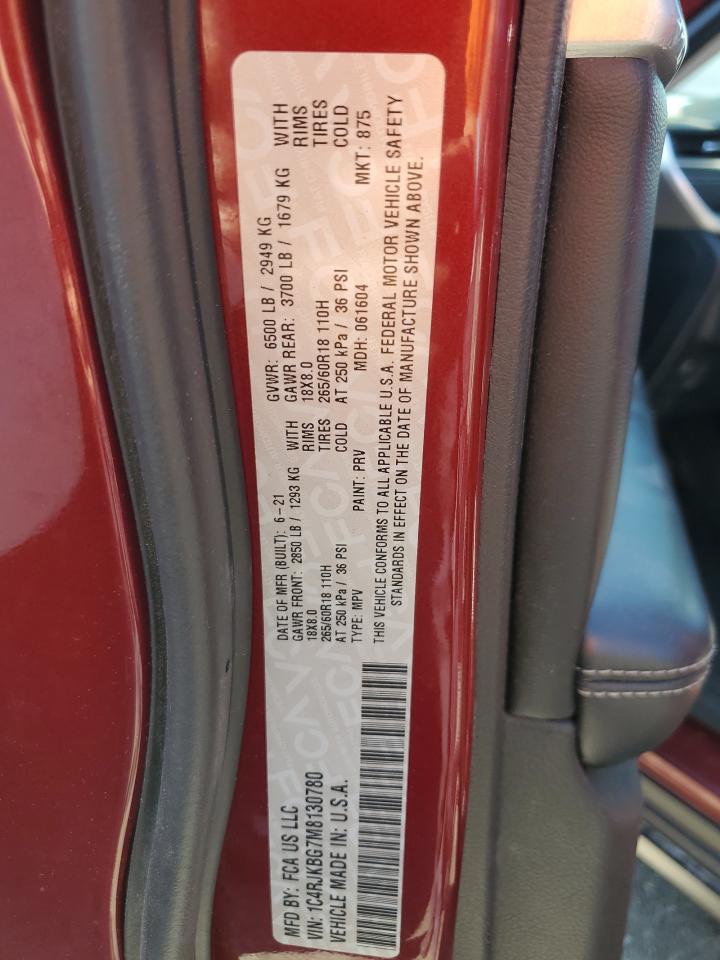 MFD BY: FCA US LLC
VIN: 1C4RJKBG7M8130780
VEHICLE MADE IN: U.S.A.
DATE OF MFR (BUILT): 6-21 GVWR: 6500 LB / 2949 KG
GAWR FRONT: 2850 LB / 1293 KG WITH GAWR REAR: 3700 LB / 1679 KG WITH
18X8.0 RIMS 18X8.0 RIMS
265/60R18 110H TIRES 265/60R18 110H TIRES
AT 250 kPa / 36 PSI COLD AT 250 kPa / 36 PSI COLD
TYPE: MPV PAINT: PRV MDH: 061604 MKT: 875
THIS VEHICLE CONFORMS TO ALL APPLICABLE U.S.A. FEDERAL MOTOR VEHICLE SAFETY
STANDARDS IN EFFECT ON THE DATE OF MANUFACTURE SHOWN ABOVE.